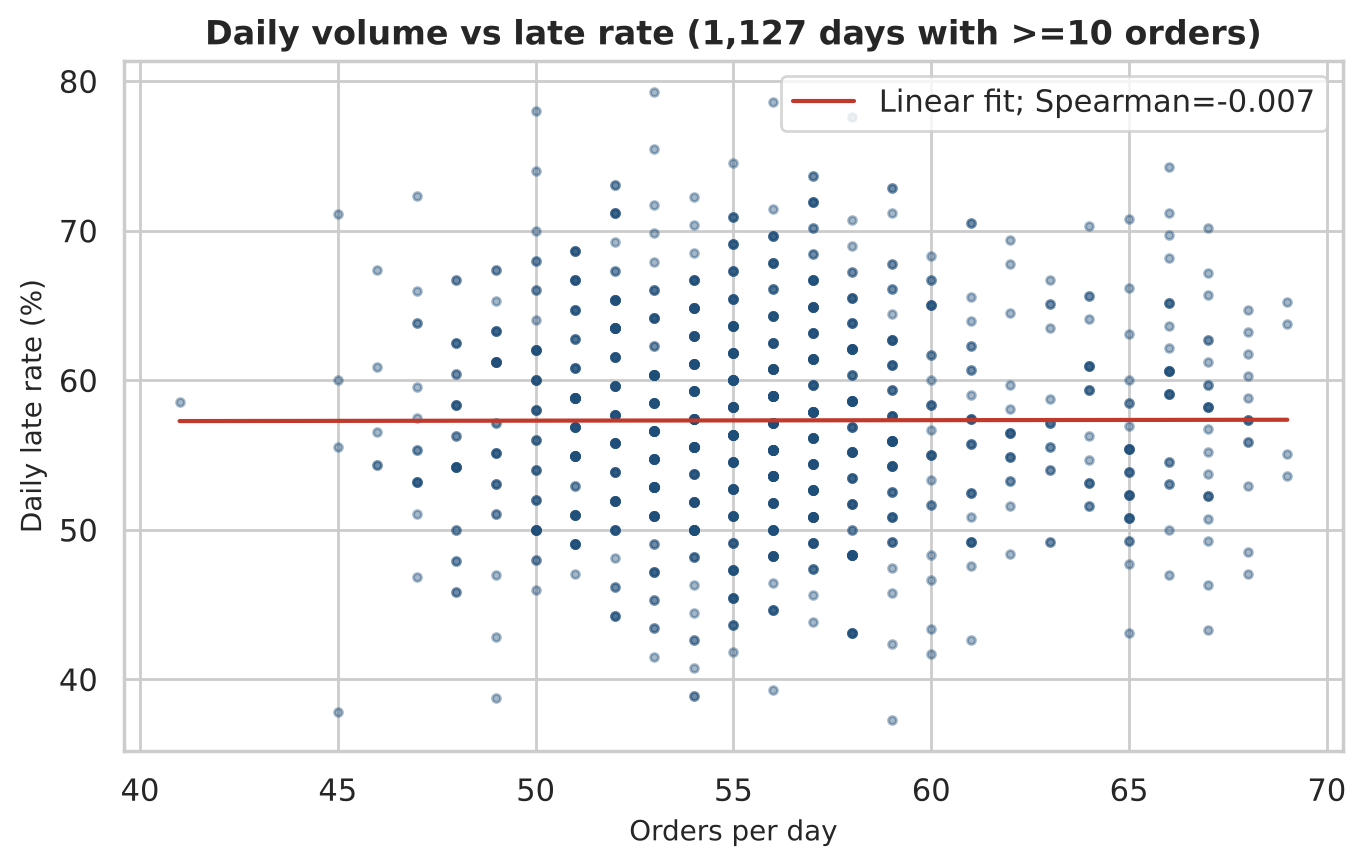 Daily volume vs late rate (1,127 days with >=10 orders)
Linear fit; Spearman=-0.007
80
70
60
50
40
Daily late rate (%)
40 45 50 55 60 65 70
Orders per day